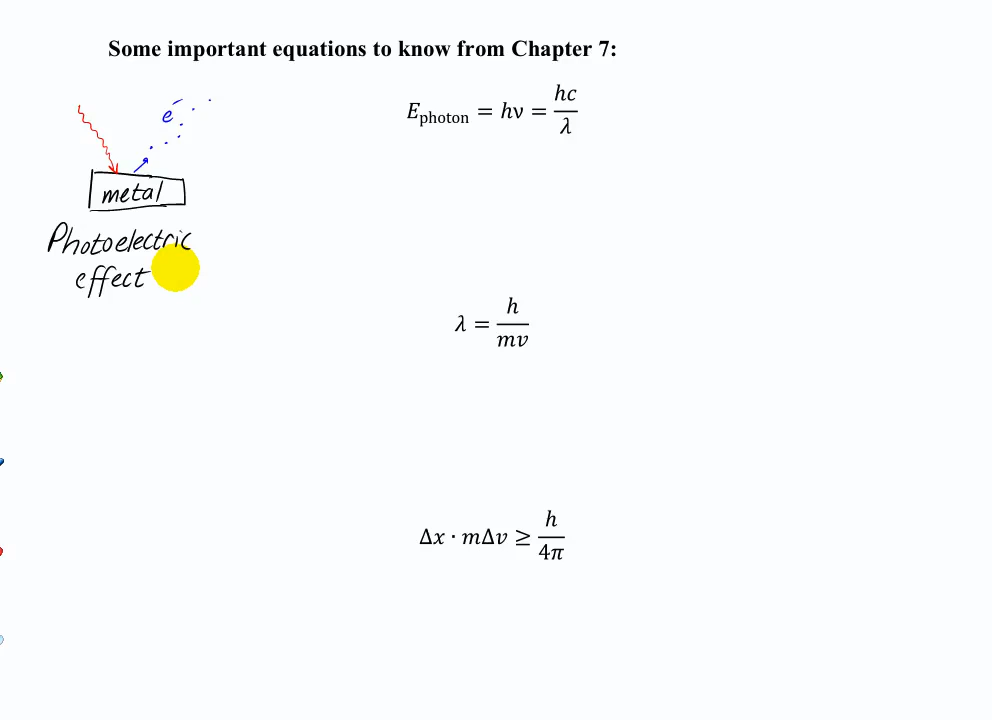 Some important equations to know from Chapter 7:
e⁻
E_photon = hν = hc/λ
metal
Photoelectric
effect
λ = h/mv
Δx · mΔv ≥ h/4π